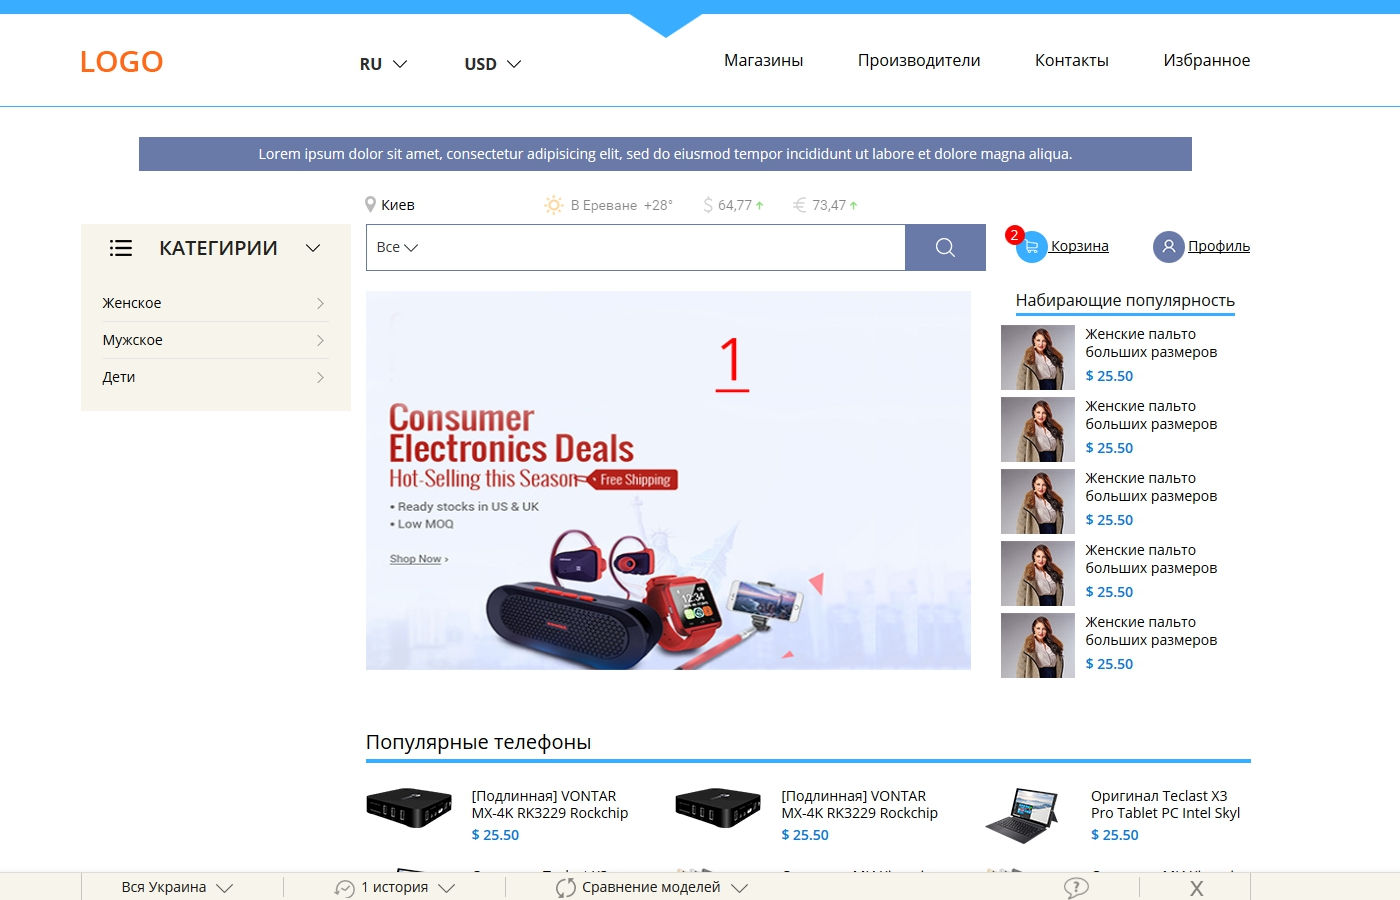 LOGO
RU
USD
Магазины
Производители
Контакты
Избранное
Lorem ipsum dolor sit amet, consectetur adipisicing elit, sed do eiusmod tempor incididunt ut labore et dolore magna aliqua.
Киев
В Ереване +28°
$ 64,77
€ 73,47
КАТЕГИРИИ
Женское
Мужское
Дети
Все
2
Корзина
Профиль
1
Consumer
Electronics Deals
Hot-Selling this Season
Free Shipping
• Ready stocks in US & UK
• Low MOQ
Shop Now ›
12:34
Набирающие популярность
Женские пальто
больших размеров
$ 25.50
Женские пальто
больших размеров
$ 25.50
Женские пальто
больших размеров
$ 25.50
Женские пальто
больших размеров
$ 25.50
Женские пальто
больших размеров
$ 25.50
Популярные телефоны
[Подлинная] VONTAR
MX-4K RK3229 Rockchip
$ 25.50
[Подлинная] VONTAR
MX-4K RK3229 Rockchip
$ 25.50
Оригинал Teclast X3
Pro Tablet PC Intel Skyl
$ 25.50
Вся Украина
1 история
Сравнение моделей
?
X